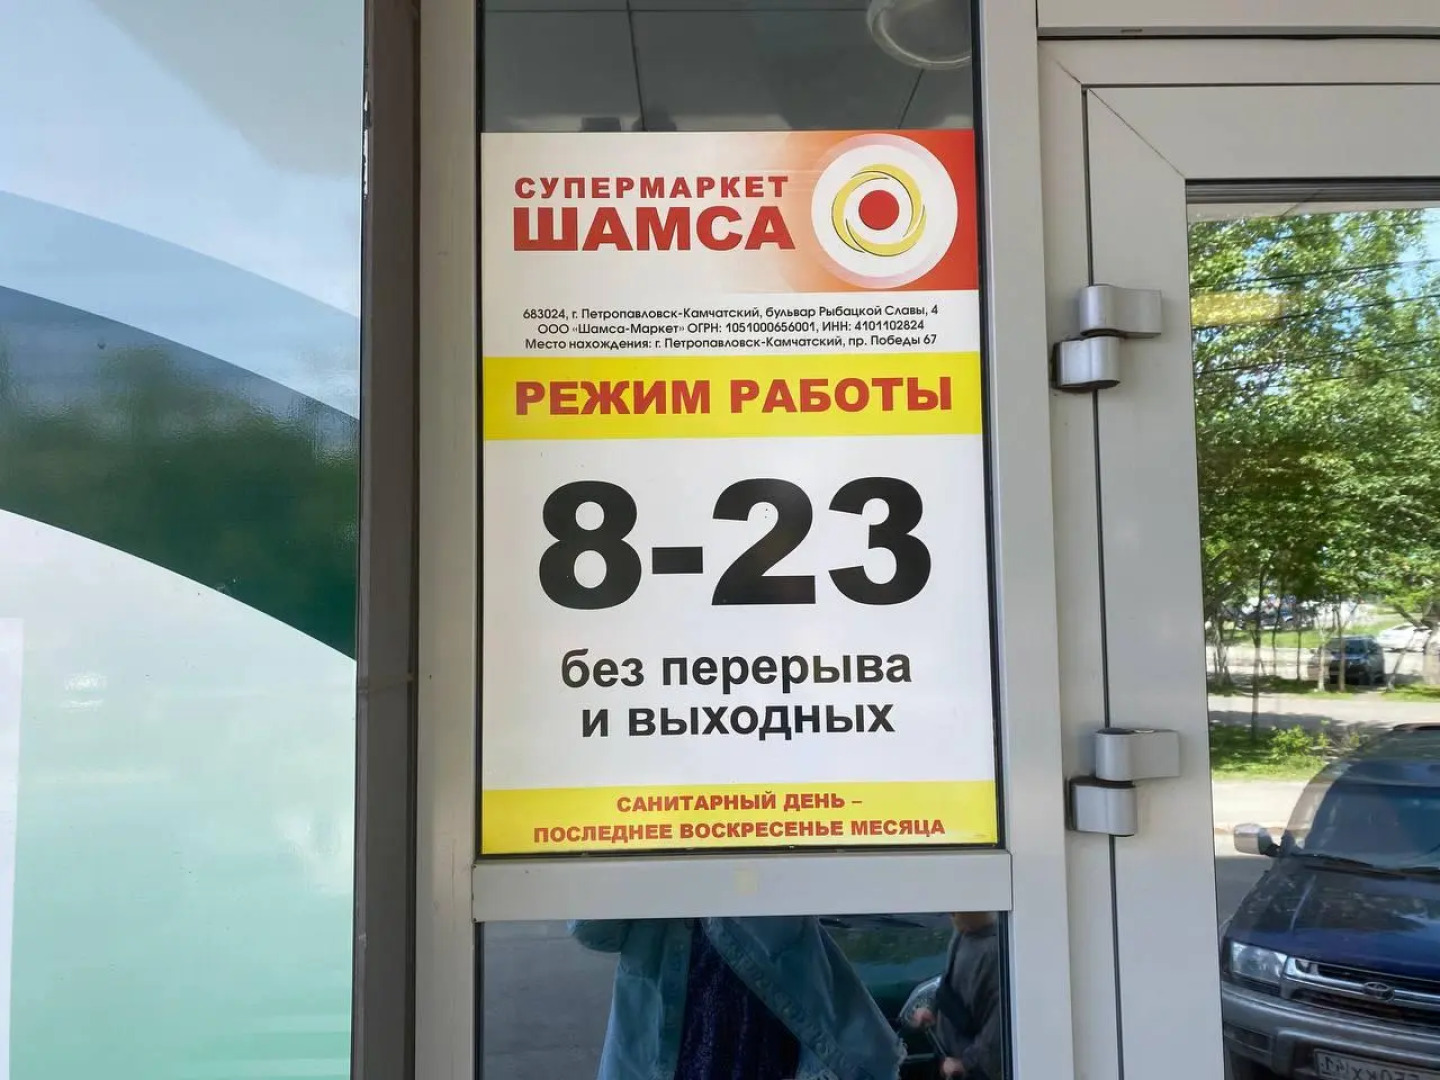 СУПЕРМАРКЕТ
ШАМСА
683024, г. Петропавловск-Камчатский, бульвар Рыбацкой Славы, 4
ООО «Шамса-Маркет» ОГРН: 1051000656001, ИНН: 4101102824
Место нахождения: г. Петропавловск-Камчатский, пр. Победы 67
РЕЖИМ РАБОТЫ
8-23
без перерыва
и выходных
САНИТАРНЫЙ ДЕНЬ –
ПОСЛЕДНЕЕ ВОСКРЕСЕНЬЕ МЕСЯЦА